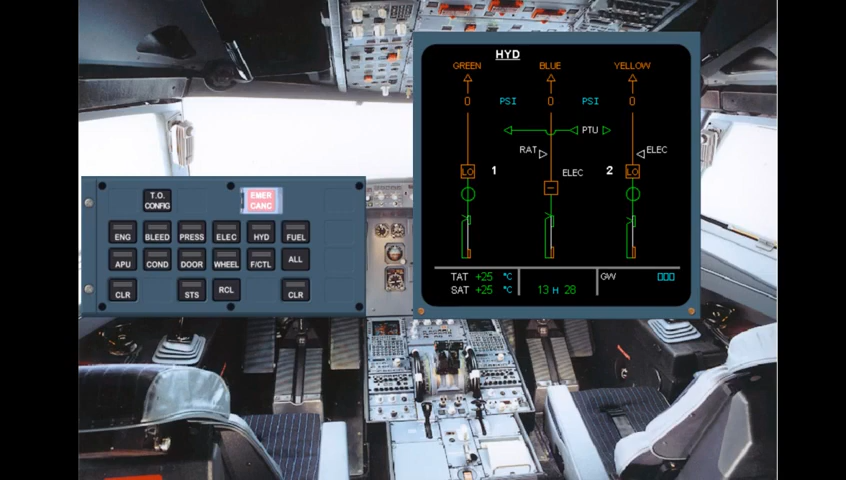 HYD
GREEN BLUE YELLOW
0 PSI 0 PSI 0
PTU
RAT ELEC
LO 1 ELEC 2 LO
TAT +25 °C
SAT +25 °C 13 H 28
GW
T.O. CONFIG
EMER CANC
ENG BLEED PRESS ELEC HYD FUEL
APU COND DOOR WHEEL F/CTL ALL
CLR STS RCL CLR